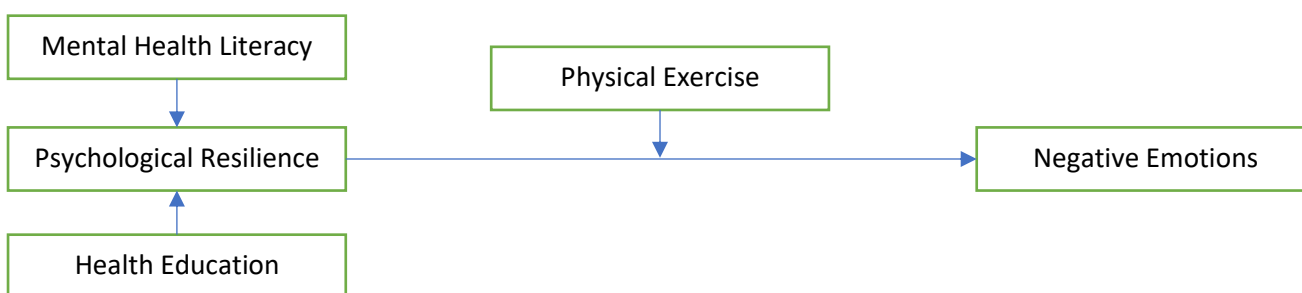 Mental Health Literacy
Physical Exercise
Psychological Resilience
Negative Emotions
Health Education